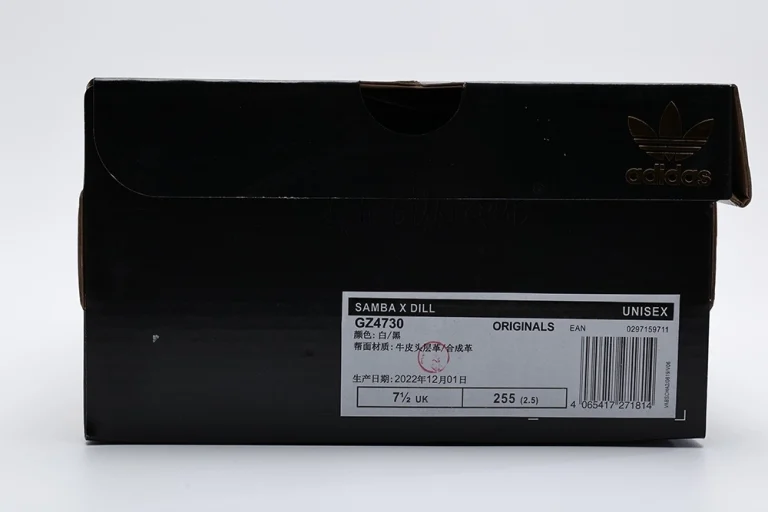 adidas
SAMBA X DILL UNISEX
GZ4730 ORIGINALS EAN 0297159711
颜色: 白/黑
帮面材质: 牛皮头层革/合成革
生产日期: 2022年12月01日
7½ UK 255 (2.5)
4 065417 271814